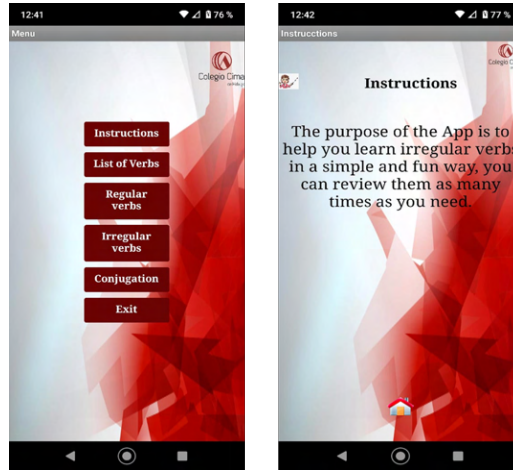 12:41
76 %
Menu
Colegio Cima
Instructions
List of Verbs
Regular
verbs
Irregular
verbs
Conjugation
Exit
12:42
77 %
Instrucctions
Colegio C
Instructions
The purpose of the App is to
help you learn irregular verbs
in a simple and fun way, you
can review them as many
times as you need.